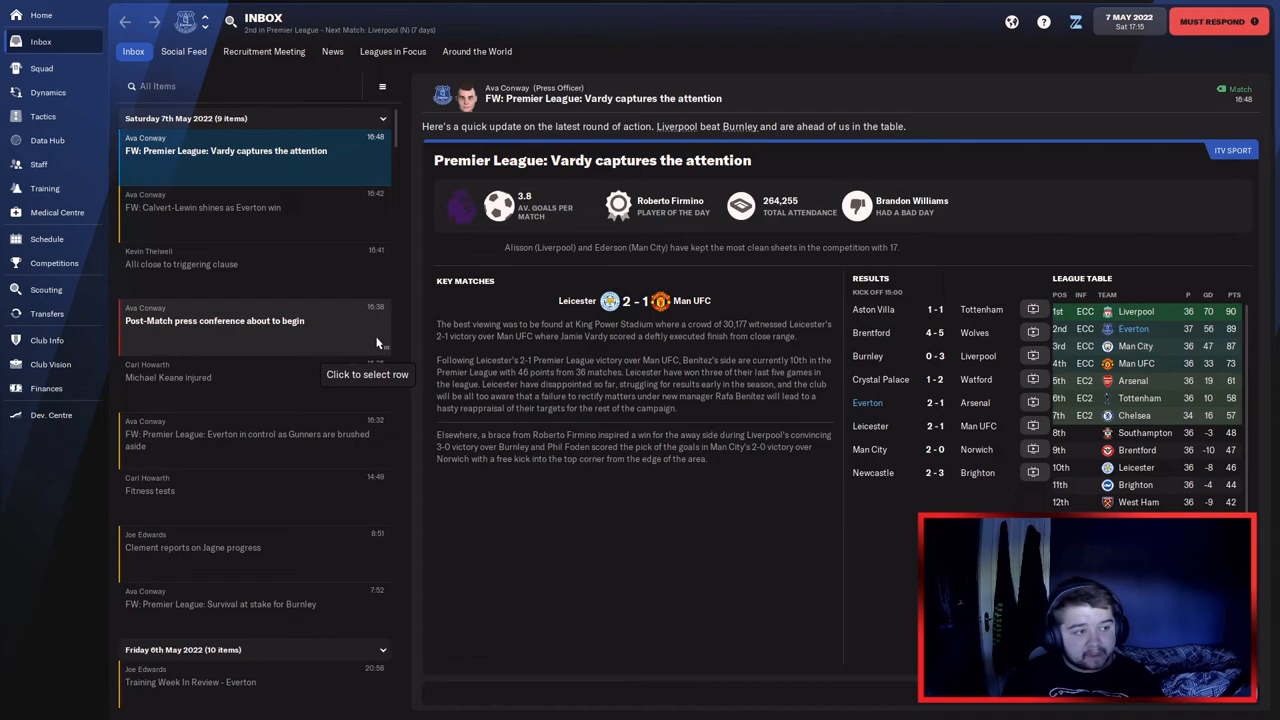 Home
Inbox
Squad
Dynamics
Tactics
Data Hub
Staff
Training
Medical Centre
Schedule
Competitions
Scouting
Transfers
Club Info
Club Vision
Finances
Dev. Centre
INBOX
2nd in Premier League - Next Match: Liverpool (N) (7 days)
7 MAY 2022
Sat 17:15
MUST RESPOND
Inbox
Social Feed
Recruitment Meeting
News
Leagues in Focus
Around the World
All Items
Saturday 7th May 2022 (9 items)
Ava Conway 16:48
FW: Premier League: Vardy captures the attention
Ava Conway 16:42
FW: Calvert-Lewin shines as Everton win
Kevin Thelwell 16:41
Alli close to triggering clause
Ava Conway 16:38
Post-Match press conference about to begin
Carl Howarth
Michael Keane injured
Click to select row
Ava Conway 16:32
FW: Premier League: Everton in control as Gunners are brushed
aside
Carl Howarth 14:49
Fitness tests
Joe Edwards 8:51
Clement reports on Jagne progress
Ava Conway 7:52
FW: Premier League: Survival at stake for Burnley
Friday 6th May 2022 (10 items)
Joe Edwards 20:58
Training Week In Review - Everton
Ava Conway (Press Officer)
FW: Premier League: Vardy captures the attention
Match
16:48
Here's a quick update on the latest round of action. Liverpool beat Burnley and are ahead of us in the table.
Premier League: Vardy captures the attention
ITV SPORT
3.8
AV. GOALS PER
MATCH
Roberto Firmino
PLAYER OF THE DAY
264,255
TOTAL ATTENDANCE
Brandon Williams
HAD A BAD DAY
Alisson (Liverpool) and Ederson (Man City) have kept the most clean sheets in the competition with 17.
KEY MATCHES
Leicester 2 - 1 Man UFC
The best viewing was to be found at King Power Stadium where a crowd of 30,177 witnessed Leicester's
2-1 victory over Man UFC where Jamie Vardy scored a deftly executed finish from close range.
Following Leicester's 2-1 Premier League victory over Man UFC, Benítez's side are currently 10th in the
Premier League with 46 points from 36 matches. Leicester have won three of their last five games in
the league. Leicester have disappointed so far, struggling for results early in the season, and the club
will be all too aware that a failure to rectify matters under new manager Rafa Benítez will lead to a
hasty reappraisal of their targets for the rest of the campaign.
Elsewhere, a brace from Roberto Firmino inspired a win for the away side during Liverpool's convincing
3-0 victory over Burnley and Phil Foden scored the pick of the goals in Man City's 2-0 victory over
Norwich with a free kick into the top corner from the edge of the area.
RESULTS
KICK OFF 15:00
Aston Villa 1 - 1 Tottenham
Brentford 4 - 5 Wolves
Burnley 0 - 3 Liverpool
Crystal Palace 1 - 2 Watford
Everton 2 - 1 Arsenal
Leicester 2 - 1 Man UFC
Man City 2 - 0 Norwich
Newcastle 2 - 3 Brighton
LEAGUE TABLE
POS INF TEAM P GD PTS
1st ECC Liverpool 36 70 90
2nd ECC Everton 37 56 89
3rd ECC Man City 36 47 87
4th ECC Man UFC 36 33 73
5th EC2 Arsenal 36 19 61
6th EC2 Tottenham 36 10 58
7th EC2 Chelsea 34 16 57
8th Southampton 36 -3 48
9th Brentford 36 -10 47
10th Leicester 36 -8 46
11th Brighton 36 -4 44
12th West Ham 36 -9 42